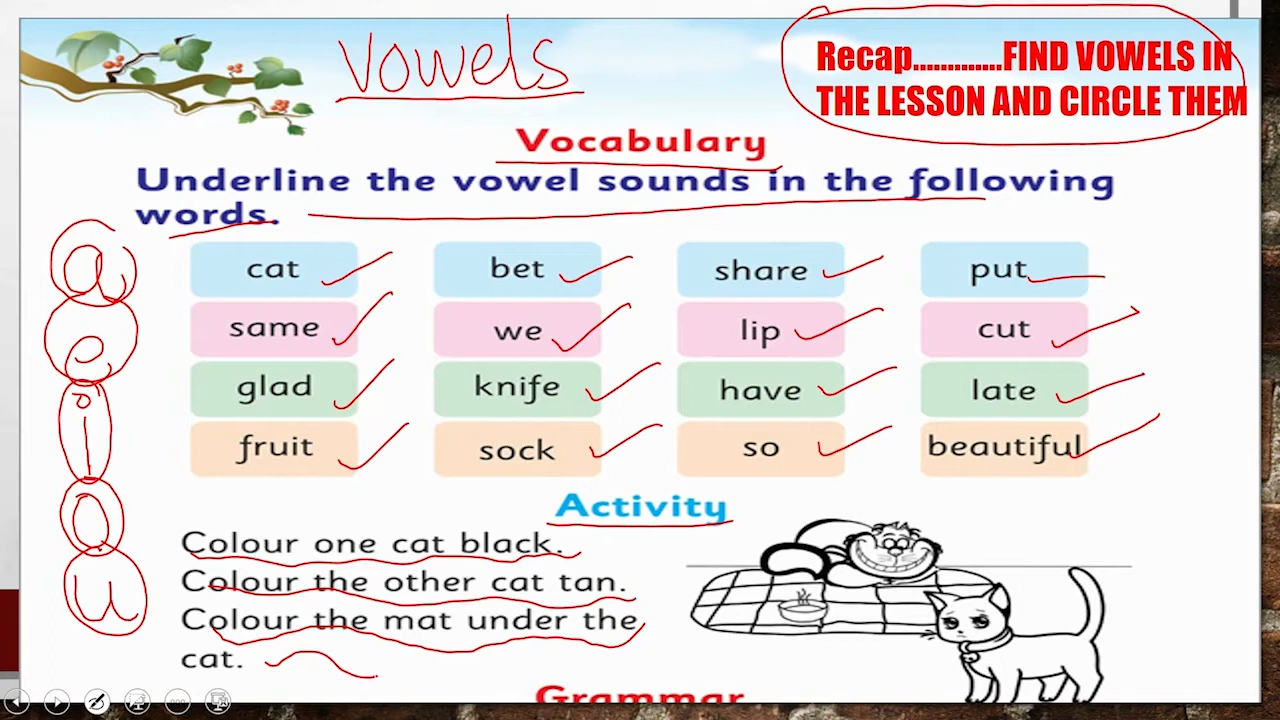 vowels
Recap.............FIND VOWELS IN
THE LESSON AND CIRCLE THEM
Vocabulary
Underline the vowel sounds in the following
words.
cat bet share put
same we lip cut
glad knife have late
fruit sock so beautiful
a
e
i
o
u
Activity
Colour one cat black.
Colour the other cat tan.
Colour the mat under the
cat.
Grammar